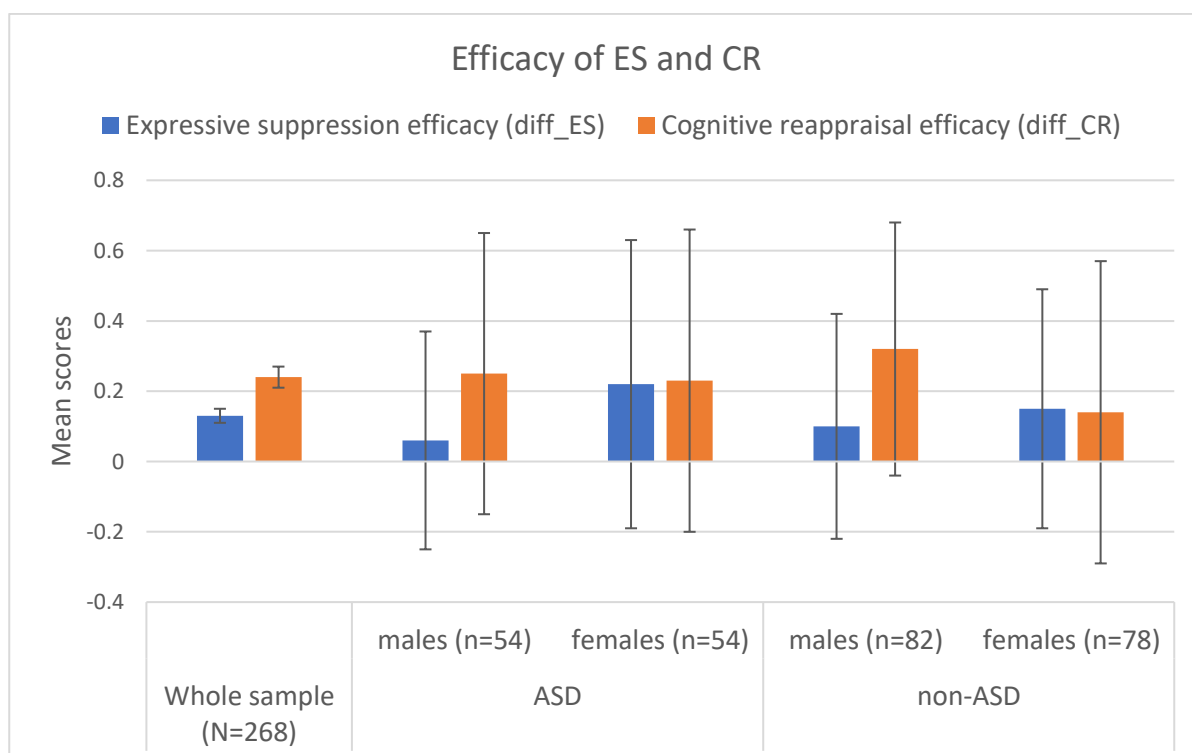 Efficacy of ES and CR
Expressive suppression efficacy (diff_ES) Cognitive reappraisal efficacy (diff_CR)
Mean scores
0.8
0.6
0.4
0.2
0
-0.2
-0.4
males (n=54) females (n=54) males (n=82) females (n=78)
Whole sample ASD non-ASD
(N=268)